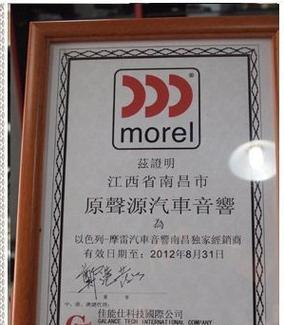 morel
茲證明
江西省南昌市
原聲源汽車音響
為
以色列-摩雷汽車音響南昌独家經銷商
有效日期至：2012年8月31日
佳能仕科技國際公司
GALANCE TECH INTERNATIONAL COMPANY